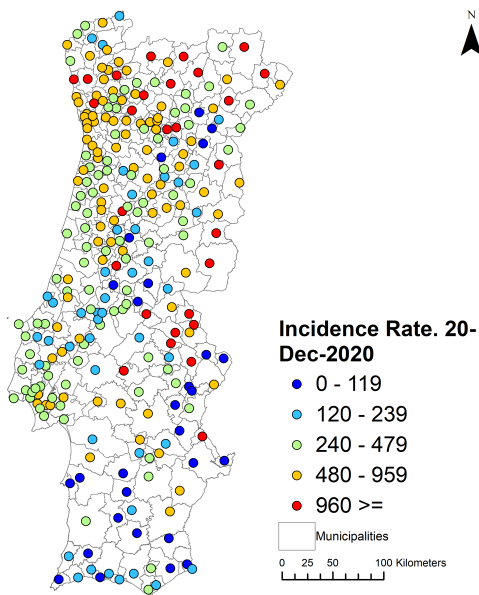 N
Incidence Rate. 20-
Dec-2020
0 - 119
120 - 239
240 - 479
480 - 959
960 >=
Municipalities
0 25 50 100 Kilometers